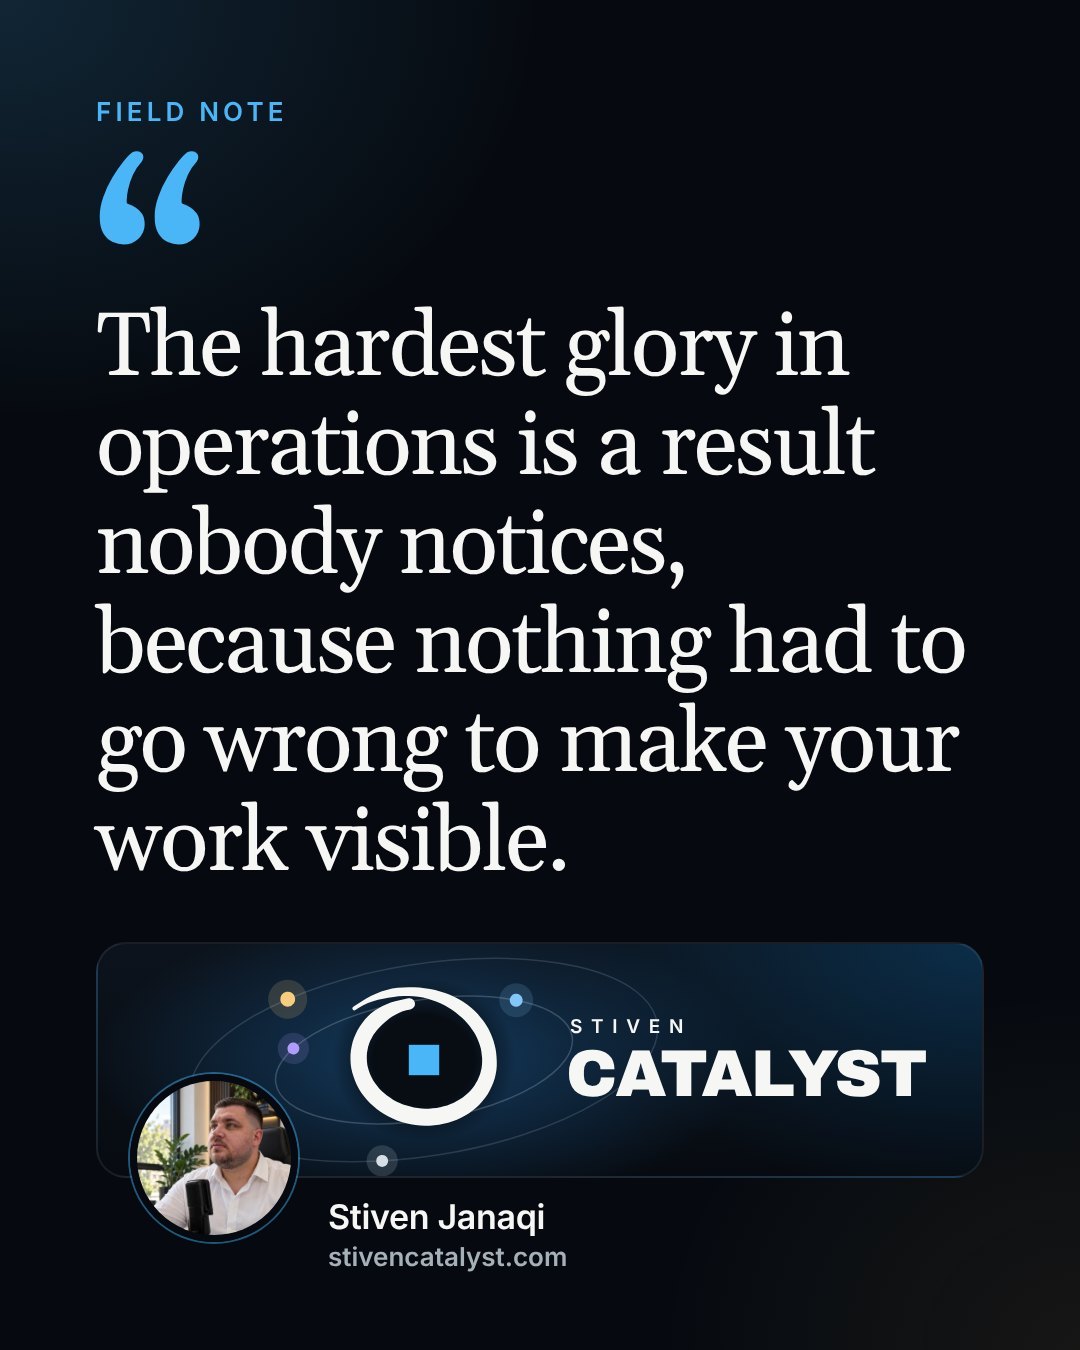 FIELD NOTE
“
The hardest glory in
operations is a result
nobody notices,
because nothing had to
go wrong to make your
work visible.
STIVEN
CATALYST
Stiven Janaqi
stivencatalyst.com